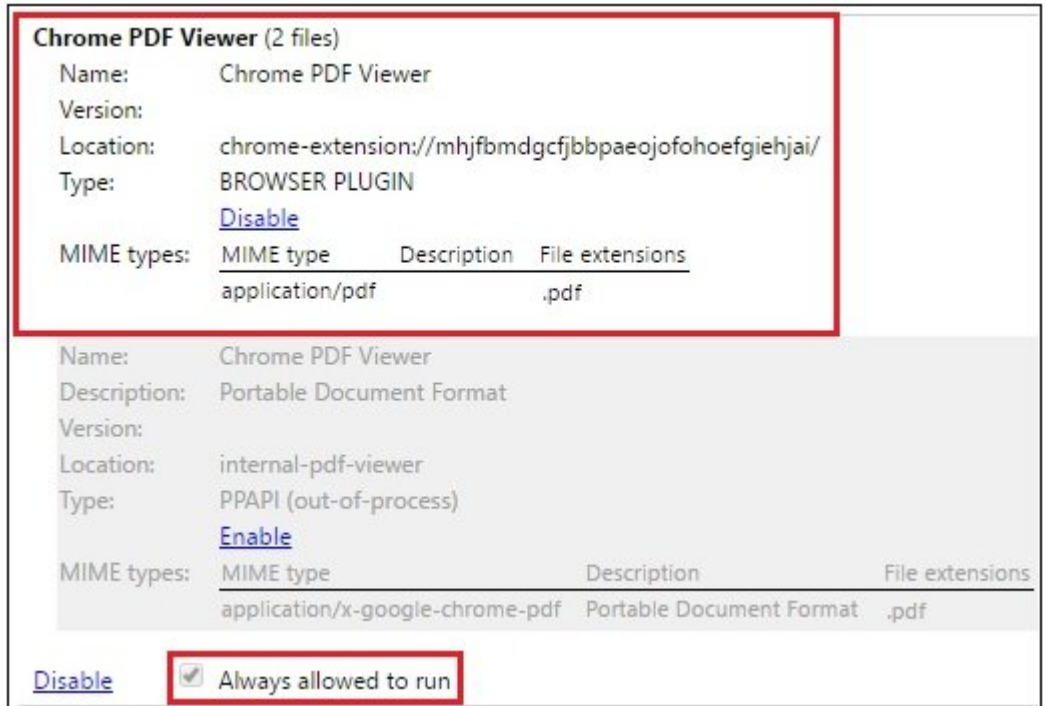 Chrome PDF Viewer (2 files)
Name: Chrome PDF Viewer
Version:
Location: chrome-extension://mhjfbmdgcfjbbpaeojofohoefgiehjai/
Type: BROWSER PLUGIN
Disable
MIME types: MIME type Description File extensions
application/pdf .pdf
Name: Chrome PDF Viewer
Description: Portable Document Format
Version:
Location: internal-pdf-viewer
Type: PPAPI (out-of-process)
Enable
MIME types: MIME type Description File extensions
application/x-google-chrome-pdf Portable Document Format .pdf
Disable Always allowed to run